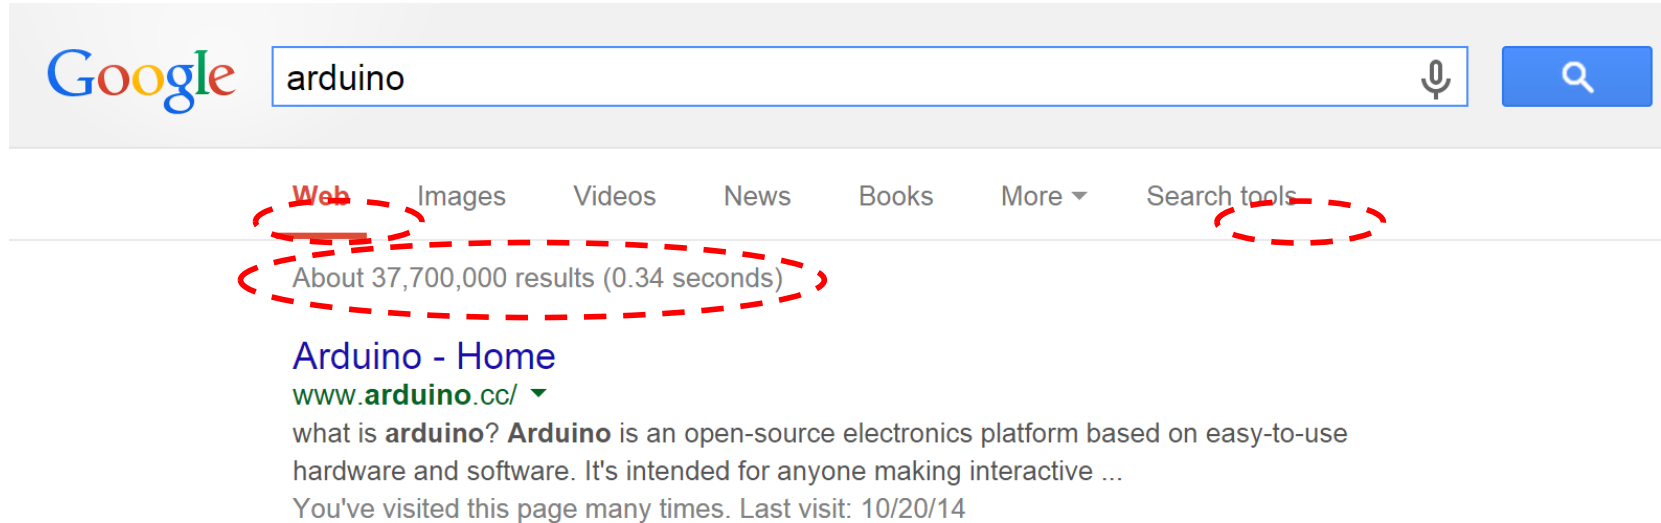 Google arduino
Web Images Videos News Books More Search tools
About 37,700,000 results (0.34 seconds)
Arduino - Home
www.arduino.cc/
what is arduino? Arduino is an open-source electronics platform based on easy-to-use
hardware and software. It's intended for anyone making interactive ...
You've visited this page many times. Last visit: 10/20/14